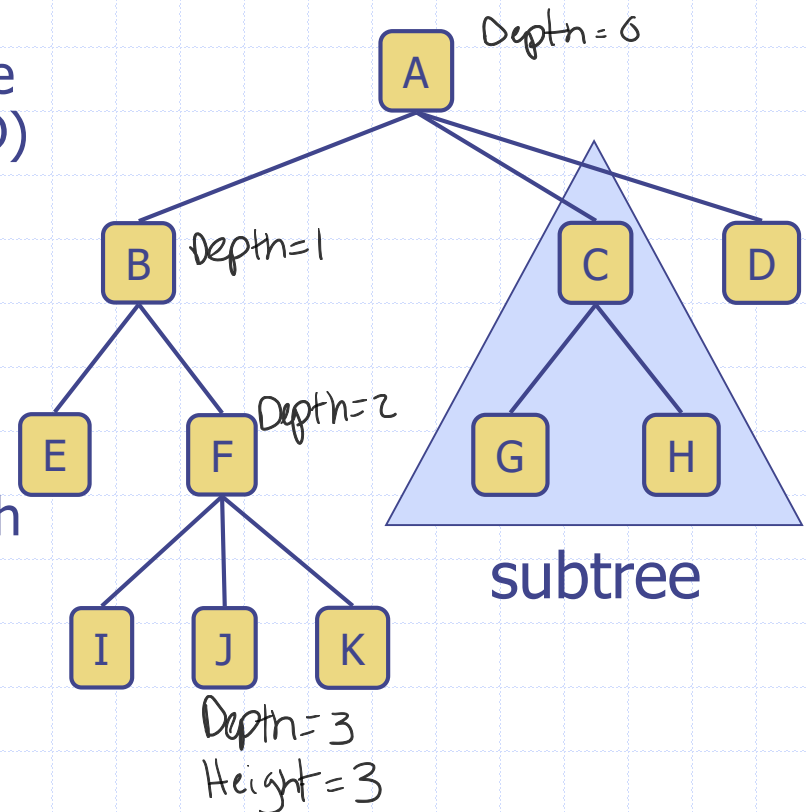 Depth = 0
A
e
)
B
Depth=1
C
D
E
F
Depth=2
G
H
h
subtree
I
J
K
Depth=3
Height=3